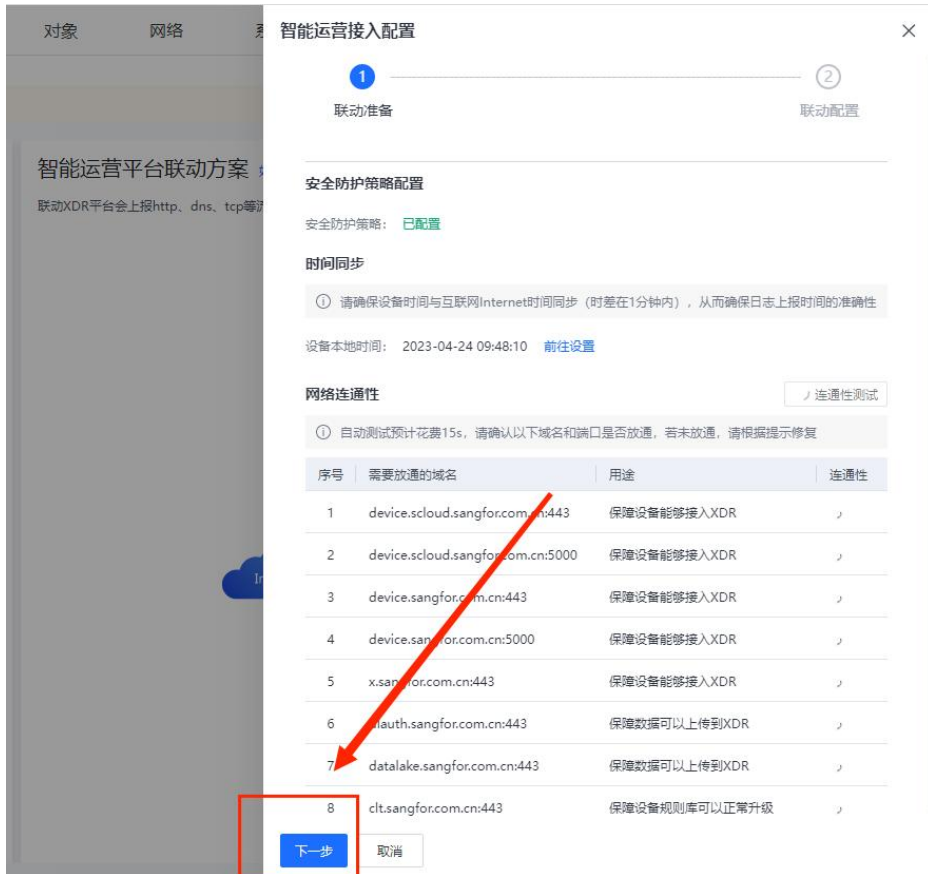 对象 网络
智能运营接入配置
1
2
联动准备
联动配置
智能运营平台联动方案
联动XDR平台会上报http、dns、tcp等
安全防护策略配置
安全防护策略： 已配置
时间同步
请确保设备时间与互联网Internet时间同步（时差在1分钟内），从而确保日志上报时间的准确性
设备本地时间： 2023-04-24 09:48:10 前往设置
网络连通性
连通性测试
自动测试预计花费15s，请确认以下域名和端口是否放通，若未放通，请根据提示修复
序号 需要放通的域名 用途 连通性
1 device.scloud.sangfor.com.cn:443 保障设备能够接入XDR
2 device.scloud.sangfor.com.cn:5000 保障设备能够接入XDR
3 device.sangfor.com.cn:443 保障设备能够接入XDR
4 device.sangfor.com.cn:5000 保障设备能够接入XDR
5 x.sangfor.com.cn:443 保障设备能够接入XDR
6 auth.sangfor.com.cn:443 保障数据可以上传到XDR
7 datalake.sangfor.com.cn:443 保障数据可以上传到XDR
8 clt.sangfor.com.cn:443 保障设备规则库可以正常升级
下一步 取消